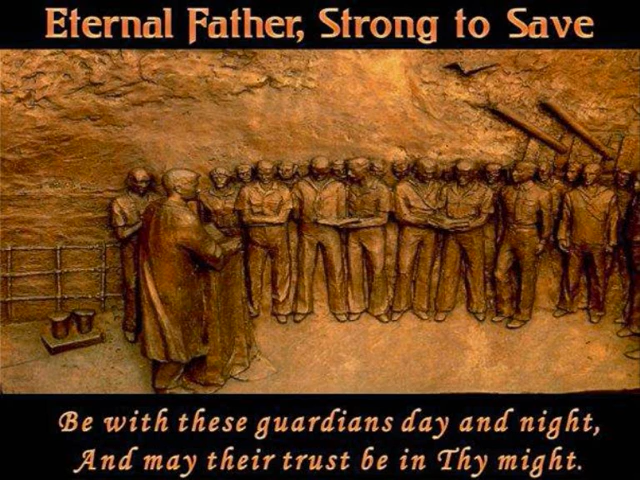 Eternal Father, Strong to Save
Be with these guardians day and night,
And may their trust be in Thy might.